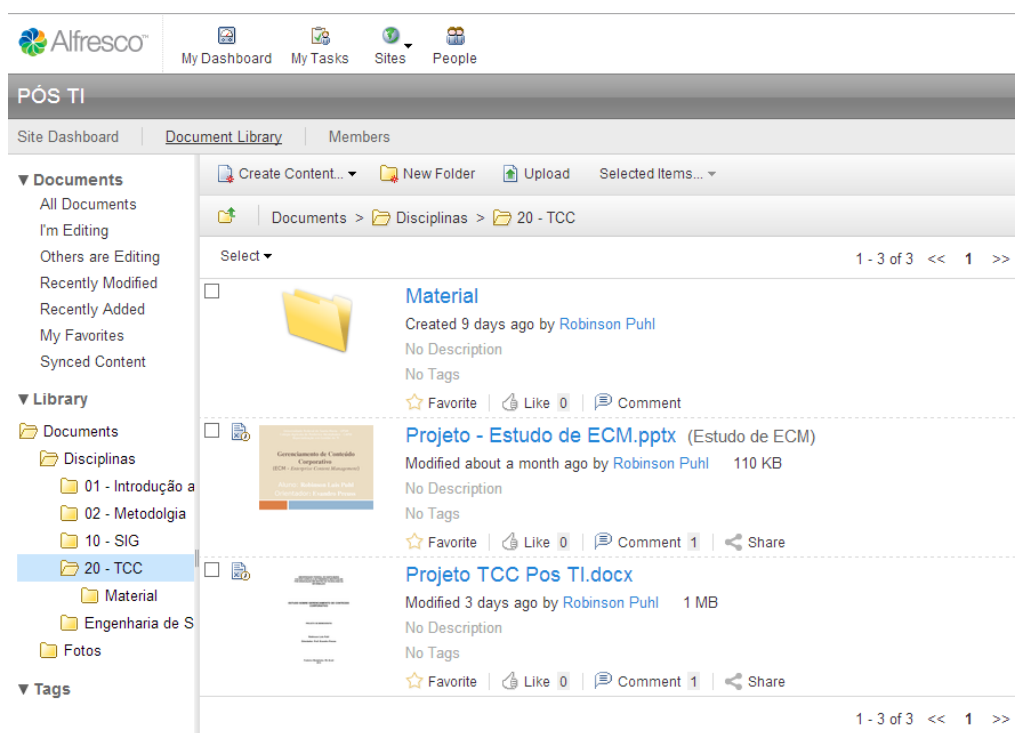 Alfresco™
My Dashboard My Tasks Sites People
PÓS TI
Site Dashboard Document Library Members
Documents
All Documents
I'm Editing
Others are Editing
Recently Modified
Recently Added
My Favorites
Synced Content
Library
Documents
Disciplinas
01 - Introdução a
02 - Metodolgia
10 - SIG
20 - TCC
Material
Engenharia de S
Fotos
Tags
Create Content... New Folder Upload Selected Items...
Documents > Disciplinas > 20 - TCC
Select 1 - 3 of 3 << 1 >>
Material
Created 9 days ago by Robinson Puhl
No Description
No Tags
Favorite Like 0 Comment
Gerenciamento de Conteúdo
Corporativo
(ECM - Enterprise Content Management)
Projeto - Estudo de ECM.pptx (Estudo de ECM)
Modified about a month ago by Robinson Puhl 110 KB
No Description
No Tags
Favorite Like 0 Comment 1 Share
Projeto TCC Pos TI.docx
Modified 3 days ago by Robinson Puhl 1 MB
No Description
No Tags
Favorite Like 0 Comment 1 Share
1 - 3 of 3 << 1 >>